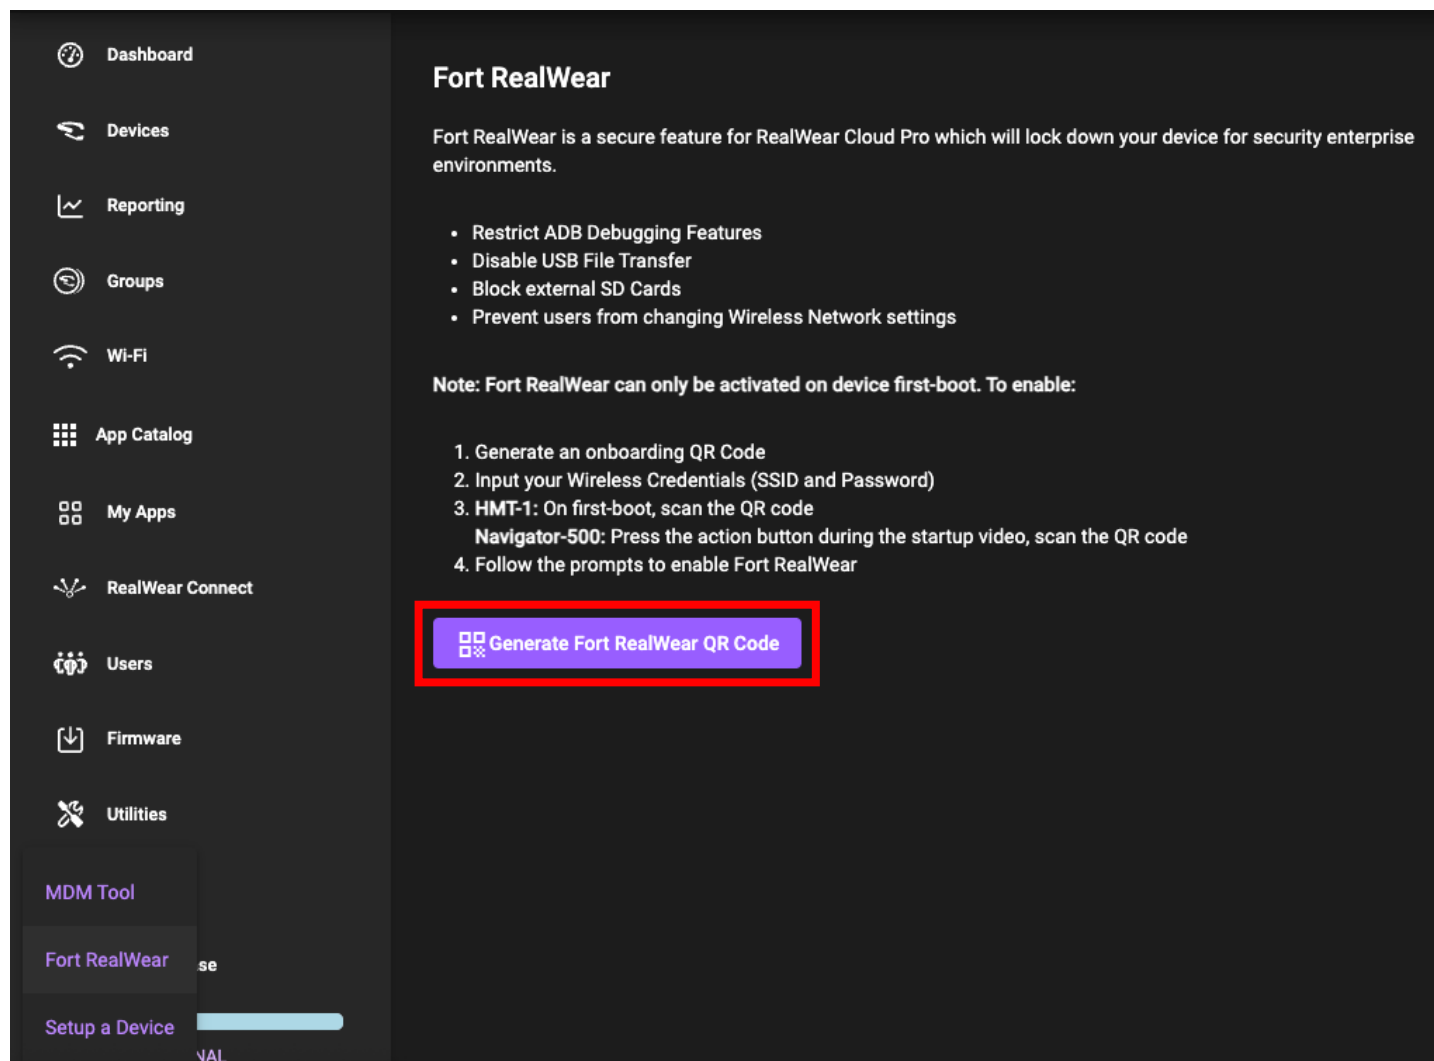 Dashboard
Devices
Reporting
Groups
Wi-Fi
App Catalog
My Apps
RealWear Connect
Users
Firmware
Utilities
MDM Tool
Fort RealWear
Setup a Device
Fort RealWear
Fort RealWear is a secure feature for RealWear Cloud Pro which will lock down your device for security enterprise
environments.
• Restrict ADB Debugging Features
• Disable USB File Transfer
• Block external SD Cards
• Prevent users from changing Wireless Network settings
Note: Fort RealWear can only be activated on device first-boot. To enable:
1. Generate an onboarding QR Code
2. Input your Wireless Credentials (SSID and Password)
3. HMT-1: On first-boot, scan the QR code
Navigator-500: Press the action button during the startup video, scan the QR code
4. Follow the prompts to enable Fort RealWear
Generate Fort RealWear QR Code